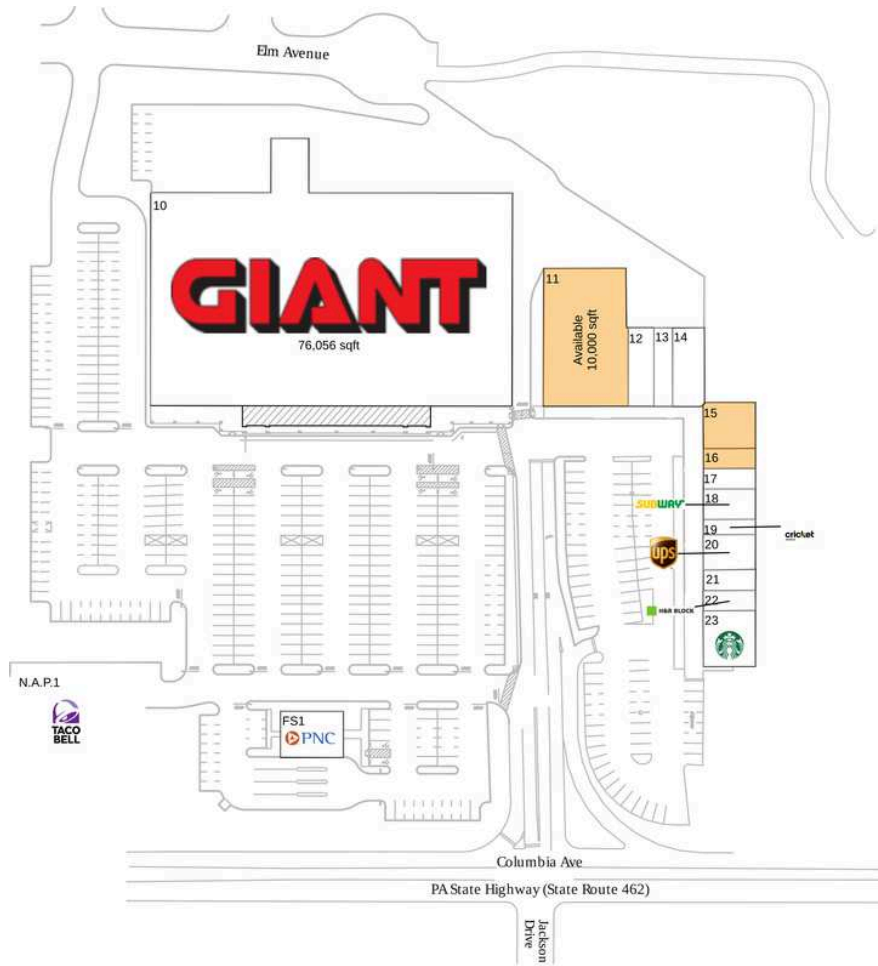 Elm Avenue
10
GIANT
76,056 sqft
11
Available
10,000 sqft
12
13
14
15
16
17
18
SUBWAY
19
cricket
20
ups
21
22
H&R BLOCK
23
N.A.P.1
TACO
BELL
FS1
PNC
Columbia Ave
PA State Highway (State Route 462)
Jackson
Drive